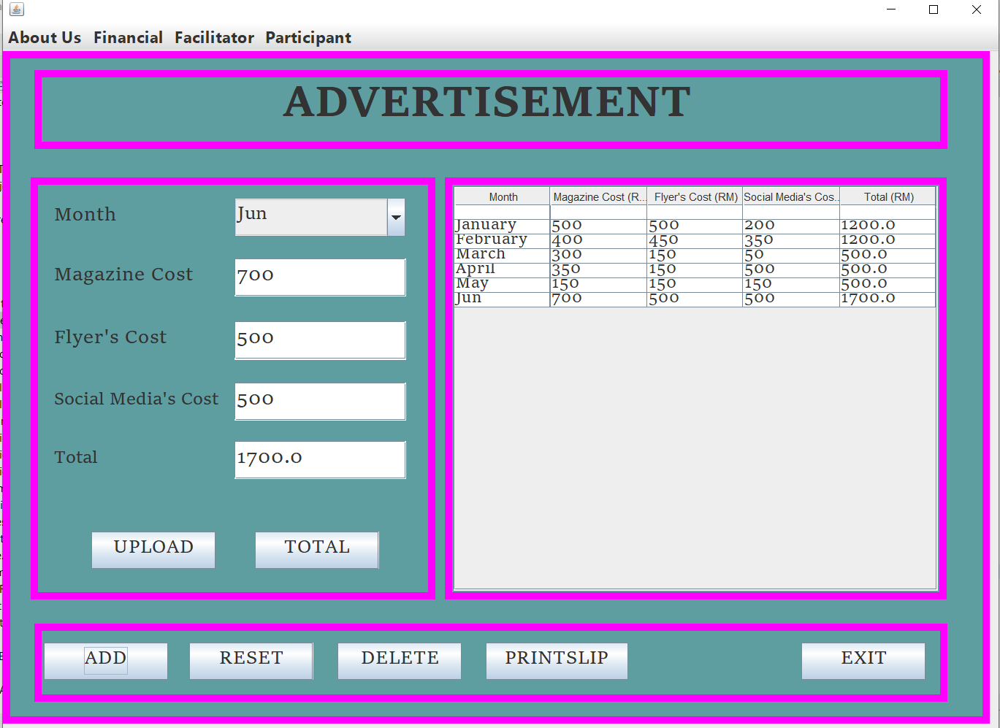 About Us Financial Facilitator Participant
ADVERTISEMENT
Month Jun
Magazine Cost 700
Flyer's Cost 500
Social Media's Cost 500
Total 1700.0
UPLOAD TOTAL
Month Magazine Cost (R... Flyer's Cost (RM) Social Media's Cos... Total (RM)
January 500 500 200 1200.0
February 400 450 350 1200.0
March 300 150 50 500.0
April 350 150 500 500.0
May 150 150 150 500.0
Jun 700 500 500 1700.0
ADD RESET DELETE PRINTSLIP EXIT